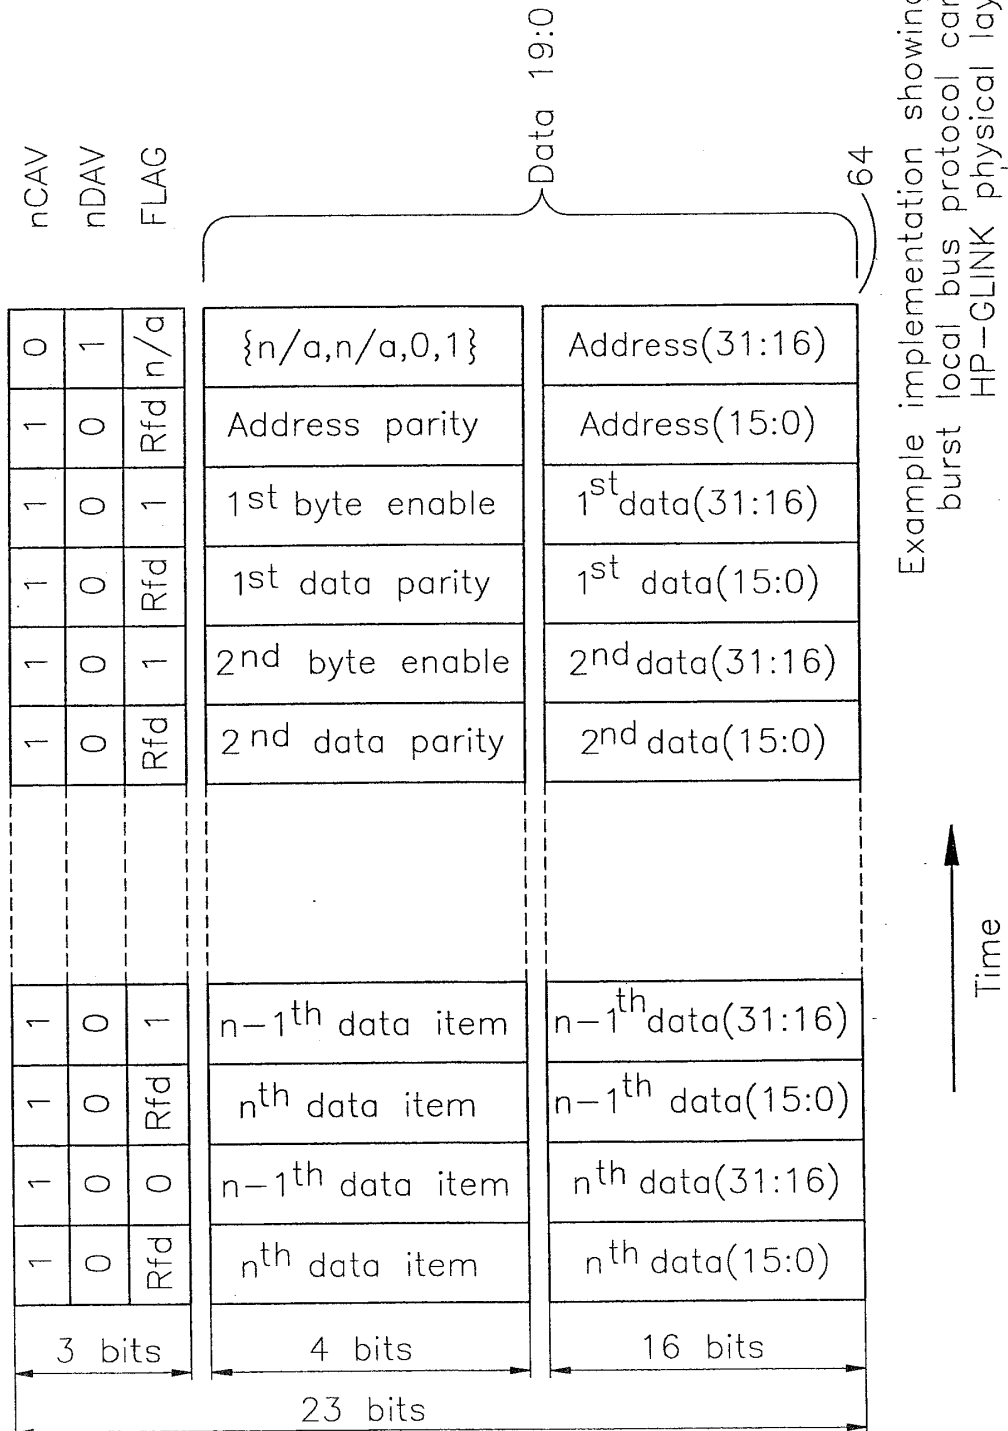 nCAV
nDAV
FLAG
Data 19:0
64
0 1 n/a {n/a,n/a,0,1} Address(31:16)
1 0 Rfd Address parity Address(15:0)
1 0 1 1st byte enable 1st data(31:16)
1 0 Rfd 1st data parity 1st data(15:0)
1 0 1 2nd byte enable 2nd data(31:16)
1 0 Rfd 2nd data parity 2nd data(15:0)
1 0 1 n-1th data item n-1th data(31:16)
1 0 Rfd nth data item n-1th data(15:0)
1 0 0 n-1th data item nth data(31:16)
1 0 Rfd nth data item nth data(15:0)
3 bits
4 bits
16 bits
23 bits
Time
Example implementation showing
burst local bus protocol
HP-GLINK physical